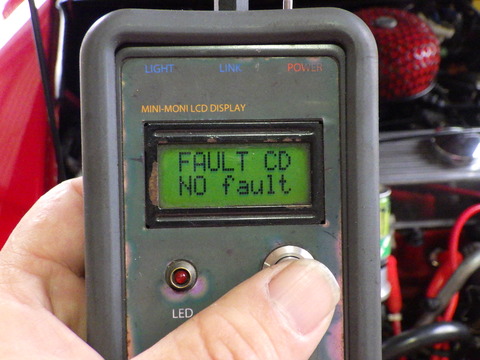 LIGHT LINK POWER
MINI-MONI LCD DISPLAY
FAULT CD
NO fault
LED